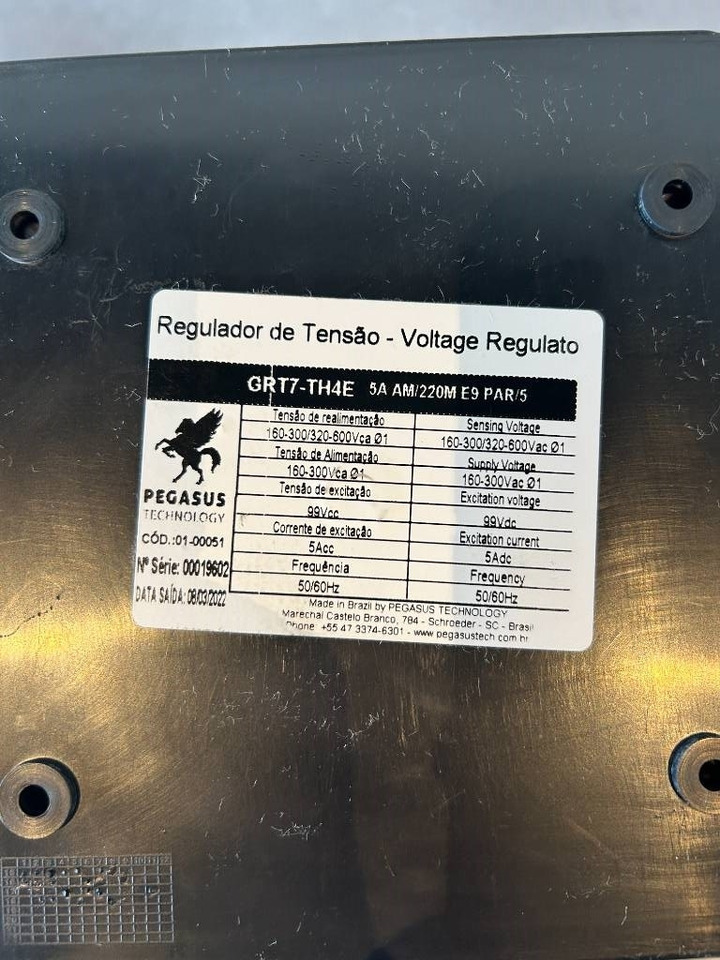 Regulador de Tensão - Voltage Regulato
GRT7-TH4E 5A AM/220M E9 PAR/5
PEGASUS
TECHNOLOGY
CÓD.:01-00051
Nº Série: 00019602
DATA SAÍDA: 08/03/2022
Tensão de realimentação
Sensing Voltage
160-300/320-600Vca Ø1
160-300/320-600Vac Ø1
Tensão de Alimentação
Supply Voltage
160-300Vca Ø1
160-300Vac Ø1
Tensão de excitação
Excitation voltage
99Vcc
99Vdc
Corrente de excitação
Excitation current
5Acc
5Adc
Frequência
Frequency
50/60Hz
50/60Hz
Made in Brazil by PEGASUS TECHNOLOGY
Marechal Castelo Branco, 784 - Schroeder - SC - Brasil
Phone: +55 47 3374-6301 - www.pegasustech.com.br